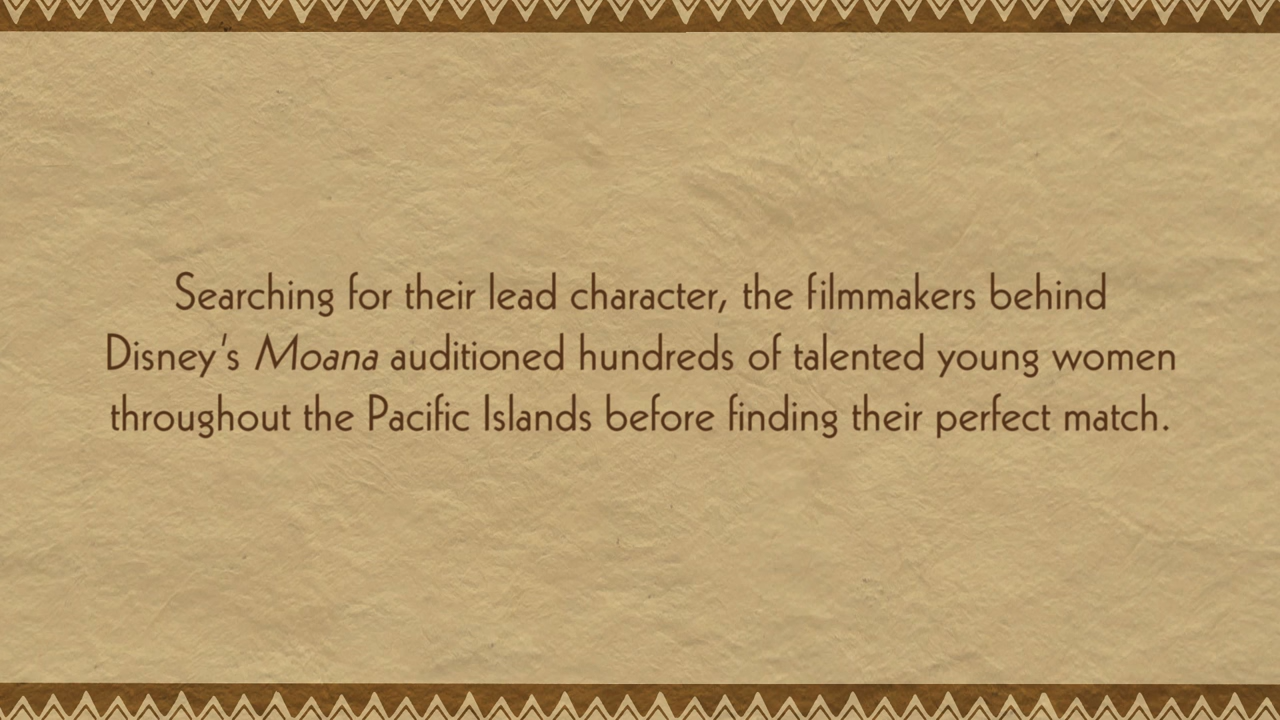 Searching for their lead character, the filmmakers behind
Disney's Moana auditioned hundreds of talented young women
throughout the Pacific Islands before finding their perfect match.